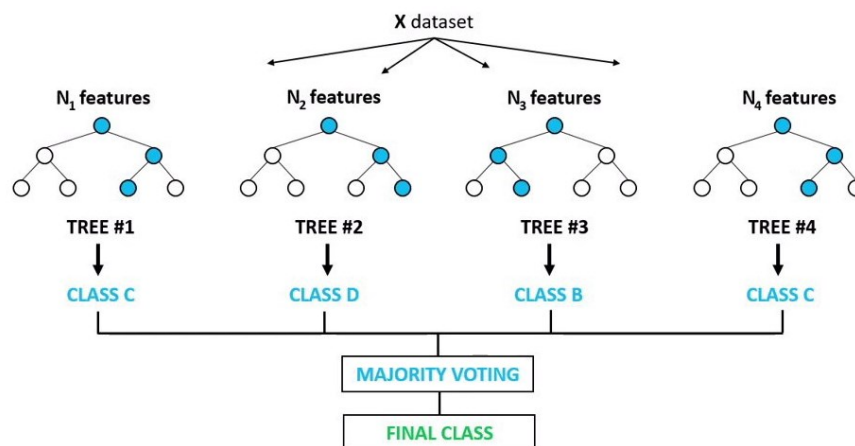 X dataset
N₁ features
N₂ features
N₃ features
N₄ features
TREE #1
TREE #2
TREE #3
TREE #4
CLASS C
CLASS D
CLASS B
CLASS C
MAJORITY VOTING
FINAL CLASS